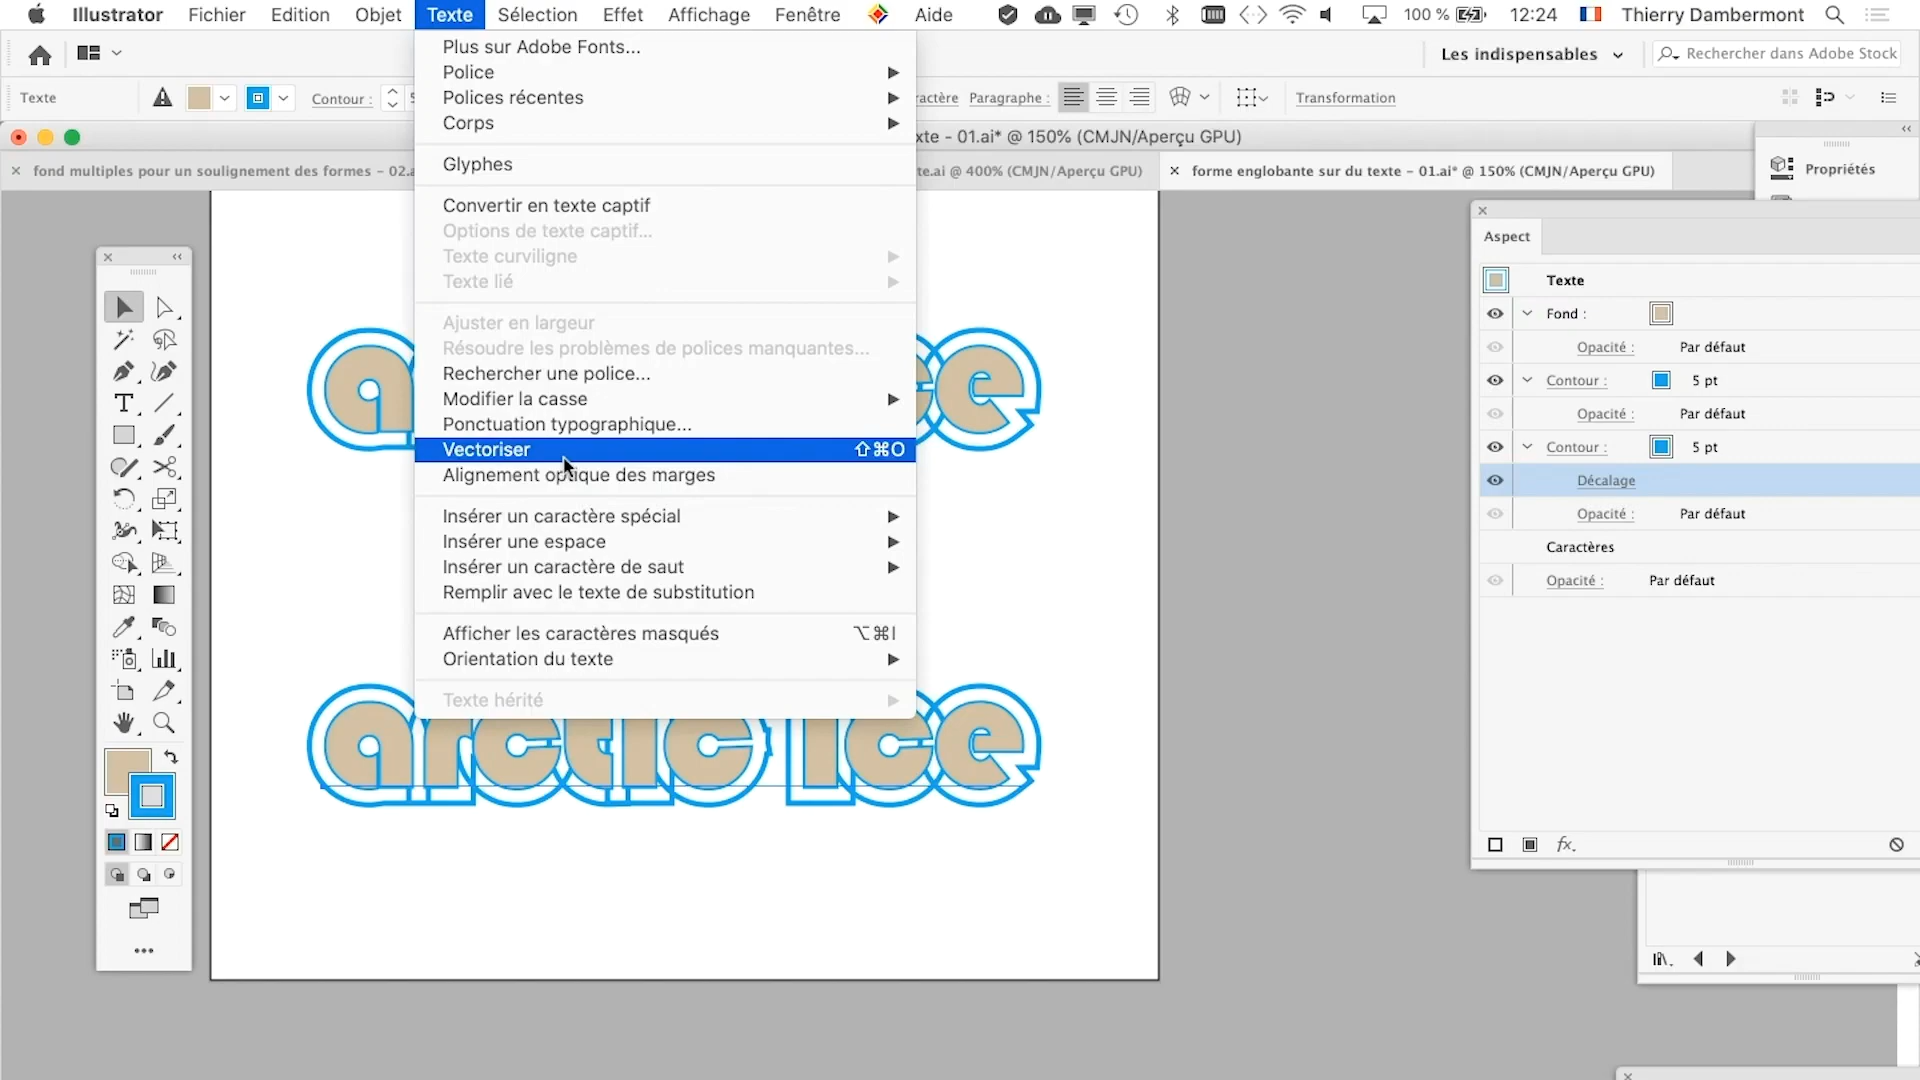 Illustrator Fichier Edition Objet Texte Sélection Effet Affichage Fenêtre Aide 100 % 12:24 Thierry Dambermont
Les indispensables Rechercher dans Adobe Stock
Texte Contour : Paragraphe : Transformation
xte - 01.ai* @ 150% (CMJN/Aperçu GPU)
fond multiples pour un soulignement des formes - 02.a te.ai @ 400% (CMJN/Aperçu GPU) forme englobante sur du texte - 01.ai* @ 150% (CMJN/Aperçu GPU)
Propriétés
Plus sur Adobe Fonts...
Police
Polices récentes
Corps
Glyphes
Convertir en texte captif
Options de texte captif...
Texte curviligne
Texte lié
Ajuster en largeur
Résoudre les problèmes de polices manquantes...
Rechercher une police...
Modifier la casse
Ponctuation typographique...
Vectoriser ⇧⌘O
Alignement optique des marges
Insérer un caractère spécial
Insérer une espace
Insérer un caractère de saut
Remplir avec le texte de substitution
Afficher les caractères masqués ⌥⌘I
Orientation du texte
Texte hérité
arctic ice
Aspect
Texte
Fond :
Opacité : Par défaut
Contour : 5 pt
Opacité : Par défaut
Contour : 5 pt
Décalage
Opacité : Par défaut
Caractères
Opacité : Par défaut
fx.